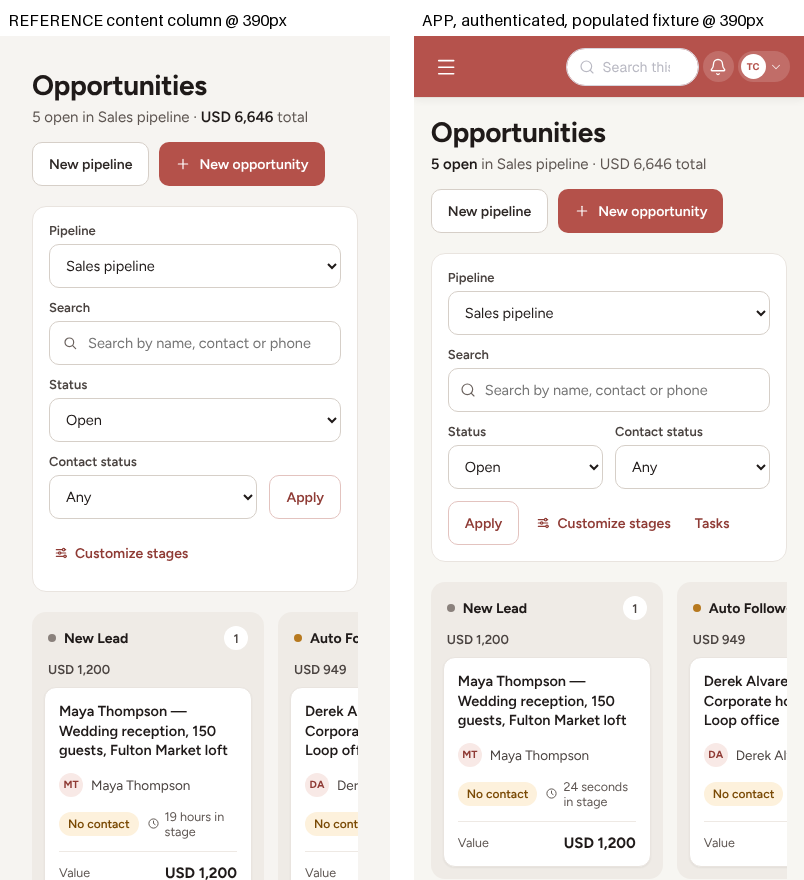 REFERENCE content column @ 390px
Opportunities
5 open in Sales pipeline · USD 6,646 total
New pipeline
New opportunity
Pipeline
Sales pipeline
Search
Search by name, contact or phone
Status
Open
Contact status
Any
Apply
Customize stages
New Lead
1
USD 1,200
Maya Thompson —
Wedding reception, 150
guests, Fulton Market loft
MT
Maya Thompson
No contact
19 hours in
stage
Value
USD 1,200
Auto Fo
USD 949
Derek A
Corpora
Loop off
DA
Der
No cont
Value
APP, authenticated, populated fixture @ 390px
Search thi
TC
Opportunities
5 open in Sales pipeline · USD 6,646 total
New pipeline
New opportunity
Pipeline
Sales pipeline
Search
Search by name, contact or phone
Status
Contact status
Open
Any
Apply
Customize stages
Tasks
New Lead
1
USD 1,200
Maya Thompson —
Wedding reception, 150
guests, Fulton Market loft
MT
Maya Thompson
No contact
24 seconds
in stage
Value
USD 1,200
Auto Follow
USD 949
Derek Alvare
Corporate ho
Loop office
DA
Derek Al
No contact
Value